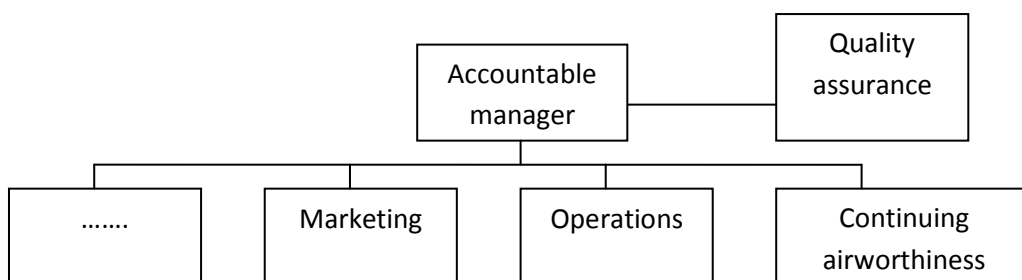 Quality
assurance
Accountable
manager
.......
Marketing
Operations
Continuing
airworthiness